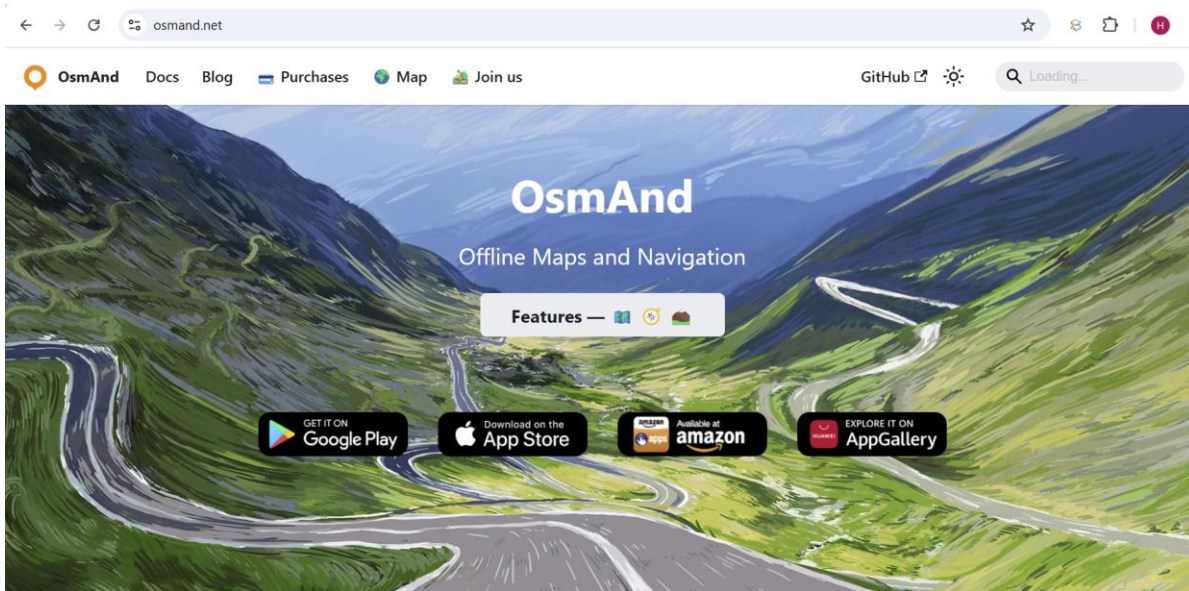 osmand.net
H
OsmAnd Docs Blog Purchases Map Join us GitHub Loading...
OsmAnd
Offline Maps and Navigation
Features —
GET IT ON
Google Play
Download on the
App Store
amazon
apps
Available at
amazon
HUAWEI
EXPLORE IT ON
AppGallery